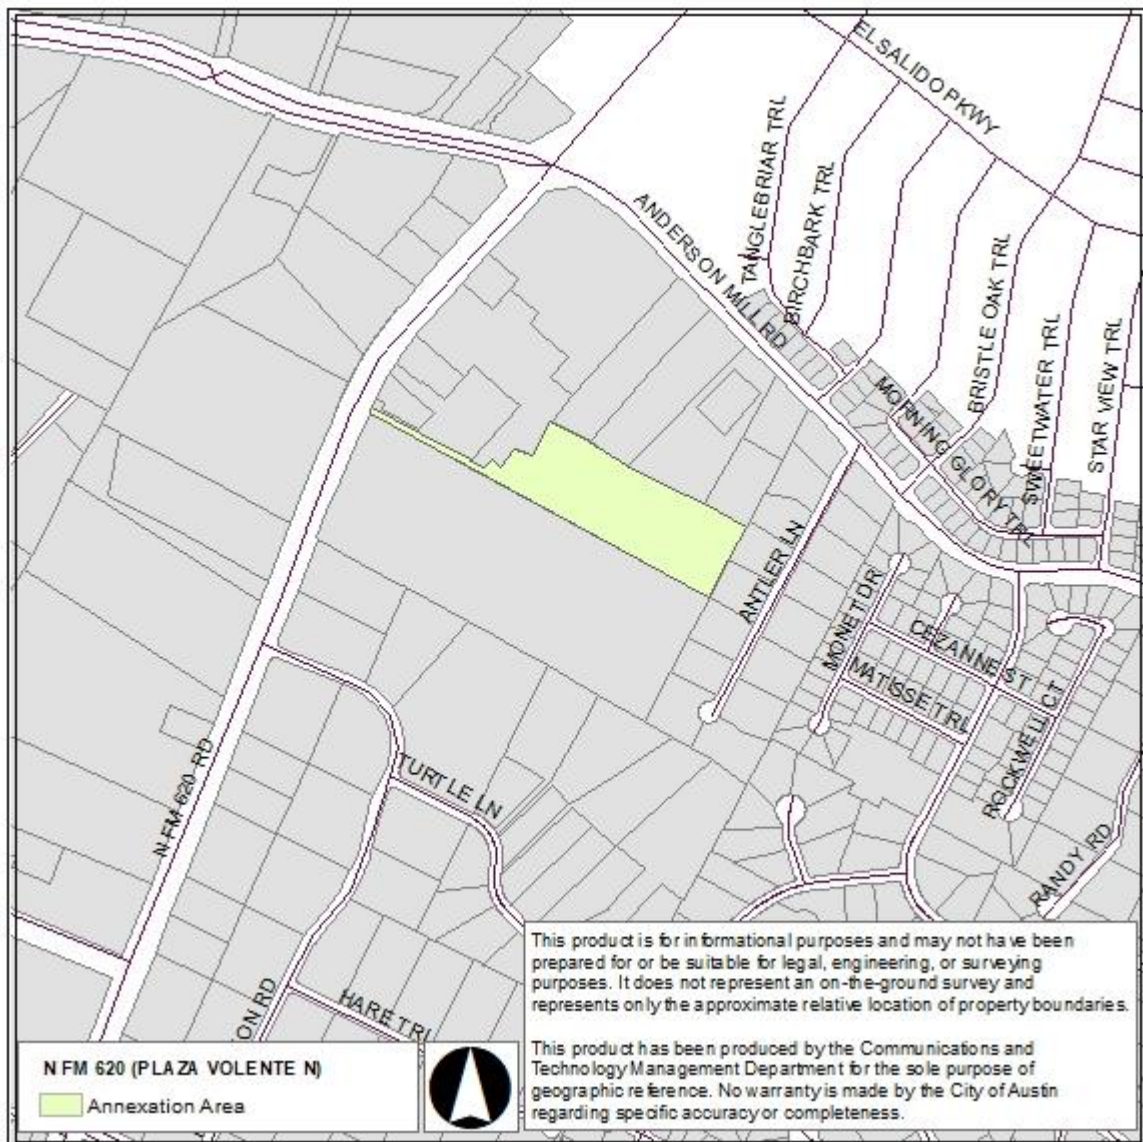 ELSALIDO PKWY
TANGLEBRIAR TRL
BIRCHBARK TRL
ANDERSON MILL RD
BRISTLE OAK TRL
SWEETWATER TRL
STAR VIEW TRL
MORNING GLORY TRL
ANTLER LN
MONET DR
CEZANNE ST
MATISSE TRL
ROCKWELL CT
RANDY RD
N FM 620 RD
TURTLE LN
ON RD
HARE TRL
This product is for informational purposes and may not have been
prepared for or be suitable for legal, engineering, or surveying
purposes. It does not represent an on-the-ground survey and
represents only the approximate relative location of property boundaries.
This product has been produced by the Communications and
Technology Management Department for the sole purpose of
geographic reference. No warranty is made by the City of Austin
regarding specific accuracy or completeness.
N FM 620 (PLAZA VOLENTE N)
Annexation Area